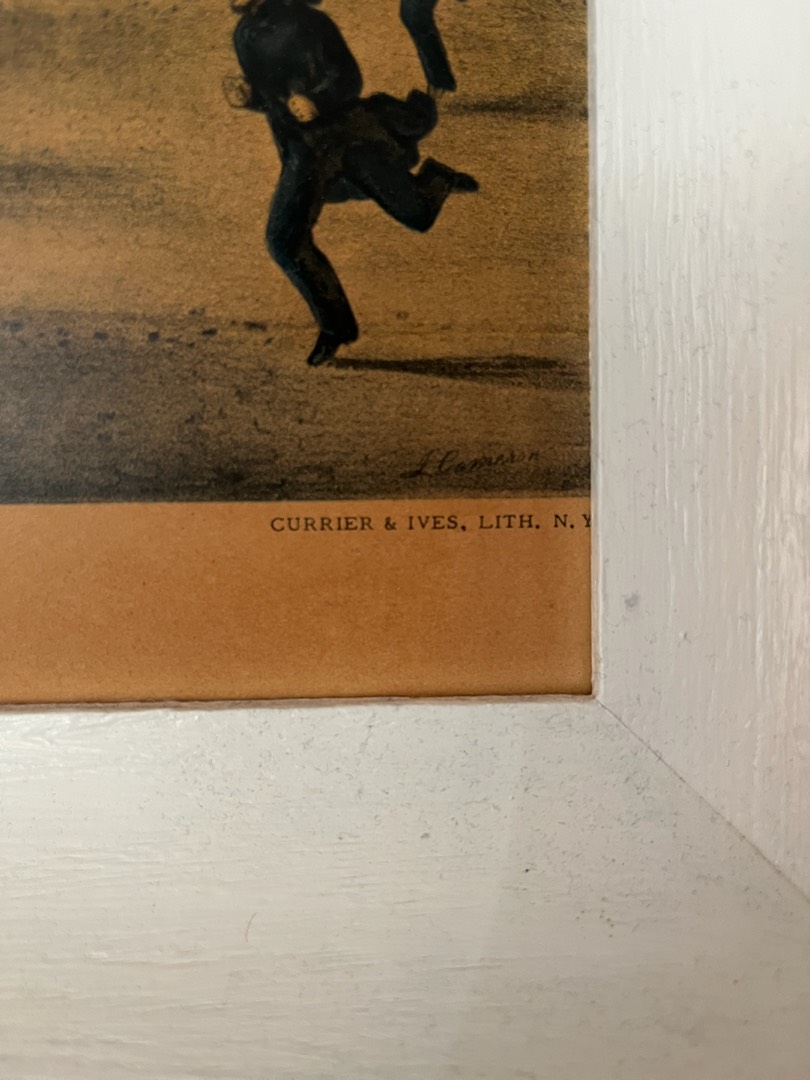 J. Cameron
CURRIER & IVES, LITH. N. Y